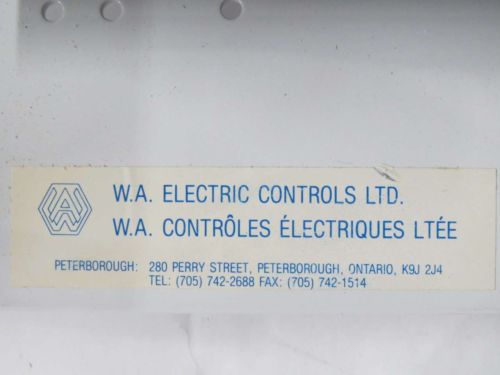 WA
W.A. ELECTRIC CONTROLS LTD.
W.A. CONTRÔLES ÉLECTRIQUES LTÉE
PETERBOROUGH: 280 PERRY STREET, PETERBOROUGH, ONTARIO, K9J 2J4
TEL: (705) 742-2688 FAX: (705) 742-1514